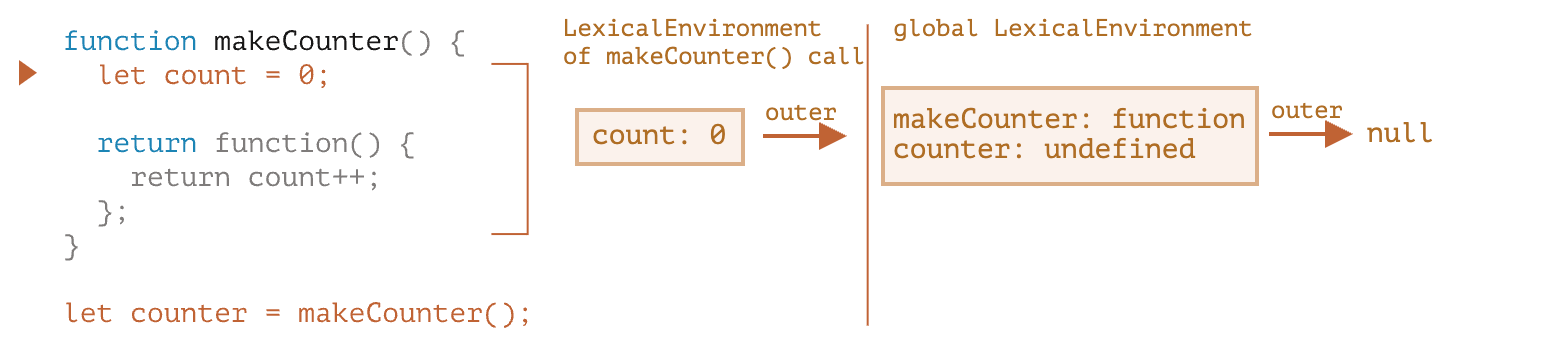 function makeCounter() {
let count = 0;
return function() {
return count++;
};
}
let counter = makeCounter();
LexicalEnvironment
of makeCounter() call
count: 0
outer
global LexicalEnvironment
makeCounter: function
counter: undefined
outer
null